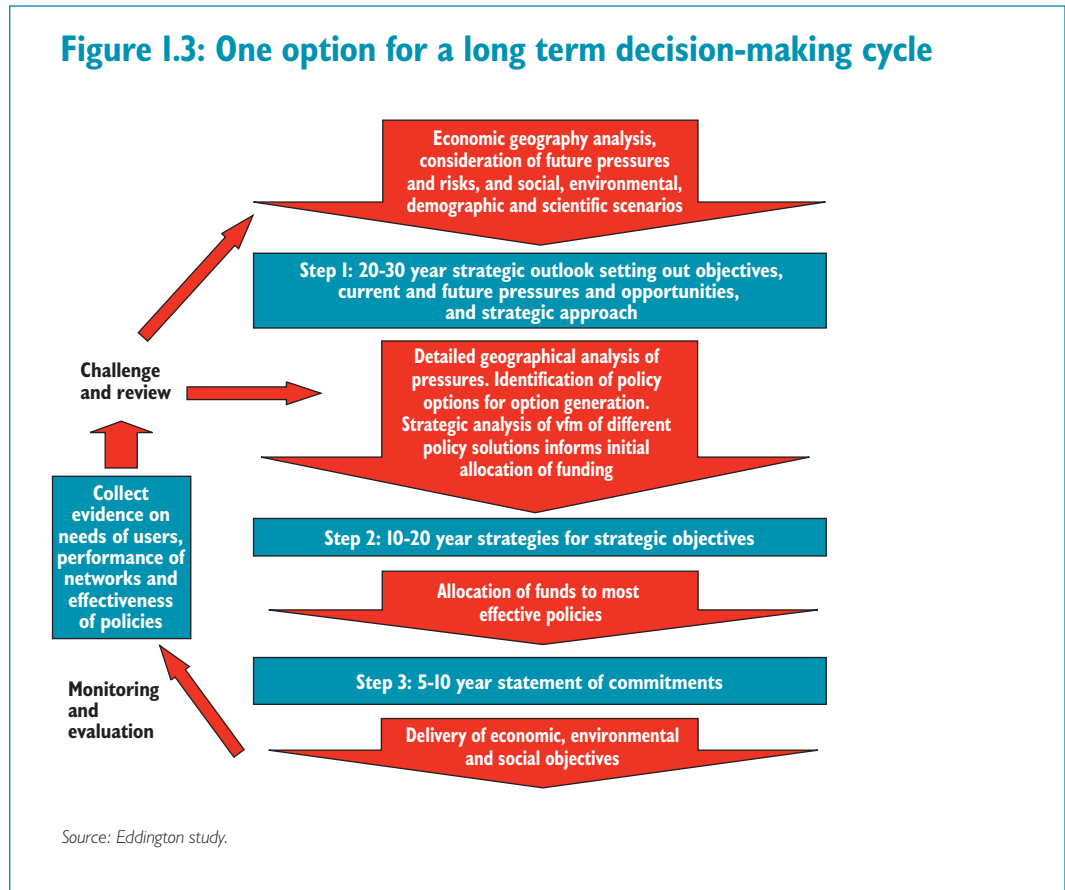 Figure 1.3: One option for a long term decision-making cycle
Economic geography analysis,
consideration of future pressures
and risks, and social, environmental,
demographic and scientific scenarios
Step 1: 20-30 year strategic outlook setting out objectives,
current and future pressures and opportunities,
and strategic approach
Detailed geographical analysis of
pressures. Identification of policy
options for option generation.
Strategic analysis of vfm of different
policy solutions informs initial
allocation of funding
Challenge
and review
Collect
evidence on
needs of users,
performance of
networks and
effectiveness
of policies
Step 2: 10-20 year strategies for strategic objectives
Allocation of funds to most
effective policies
Step 3: 5-10 year statement of commitments
Monitoring
and
evaluation
Delivery of economic, environmental
and social objectives
Source: Eddington study.